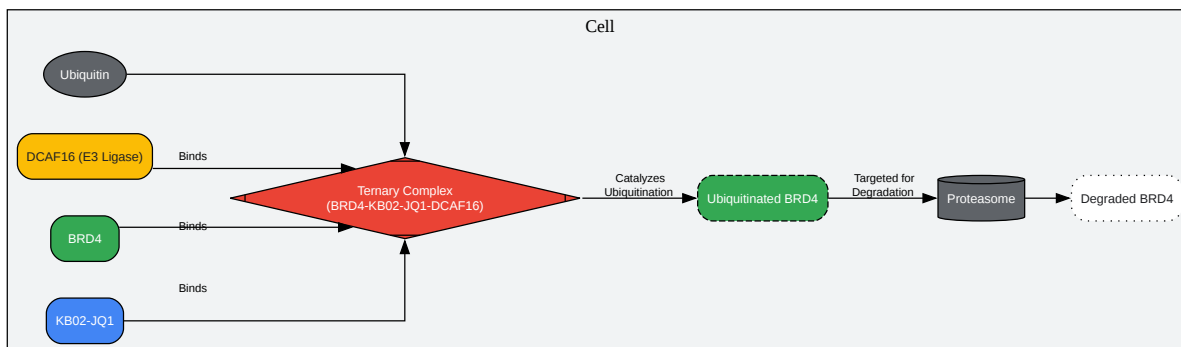 Cell
Ubiquitin
DCAF16 (E3 Ligase)
Binds
BRD4
Binds
KB02-JQ1
Binds
Ternary Complex
(BRD4-KB02-JQ1-DCAF16)
Catalyzes
Ubiquitination
Ubiquitinated BRD4
Targeted for
Degradation
Proteasome
Degraded BRD4